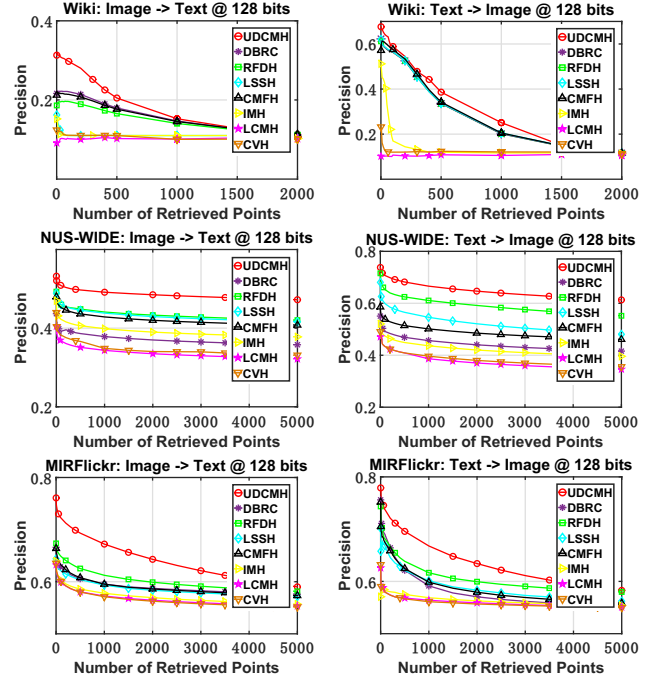 Wiki: Image -> Text @ 128 bits
0.4
0.2
Precision
0 500 1000 1500 2000
Number of Retrieved Points
UDCMH
DBRC
RFDH
LSSH
CMFH
IMH
LCMH
CVH
Wiki: Text -> Image @ 128 bits
0.6
0.4
0.2
Precision
0 500 1000 1500 2000
Number of Retrieved Points
UDCMH
DBRC
RFDH
LSSH
CMFH
IMH
LCMH
CVH
NUS-WIDE: Image -> Text @ 128 bits
0.4
0.2
Precision
0 1000 2000 3000 4000 5000
Number of Retrieved Points
UDCMH
DBRC
RFDH
LSSH
CMFH
IMH
LCMH
CVH
NUS-WIDE: Text -> Image @ 128 bits
0.8
0.6
0.4
0.2
Precision
0 1000 2000 3000 4000 5000
Number of Retrieved Points
UDCMH
DBRC
RFDH
LSSH
CMFH
IMH
LCMH
CVH
MIRFlickr: Image -> Text @ 128 bits
0.8
0.6
Precision
0 1000 2000 3000 4000 5000
Number of Retrieved Points
UDCMH
DBRC
RFDH
LSSH
CMFH
IMH
LCMH
CVH
MIRFlickr: Text -> Image @ 128 bits
0.8
0.6
Precision
0 1000 2000 3000 4000 5000
Number of Retrieved Points
UDCMH
DBRC
RFDH
LSSH
CMFH
IMH
LCMH
CVH